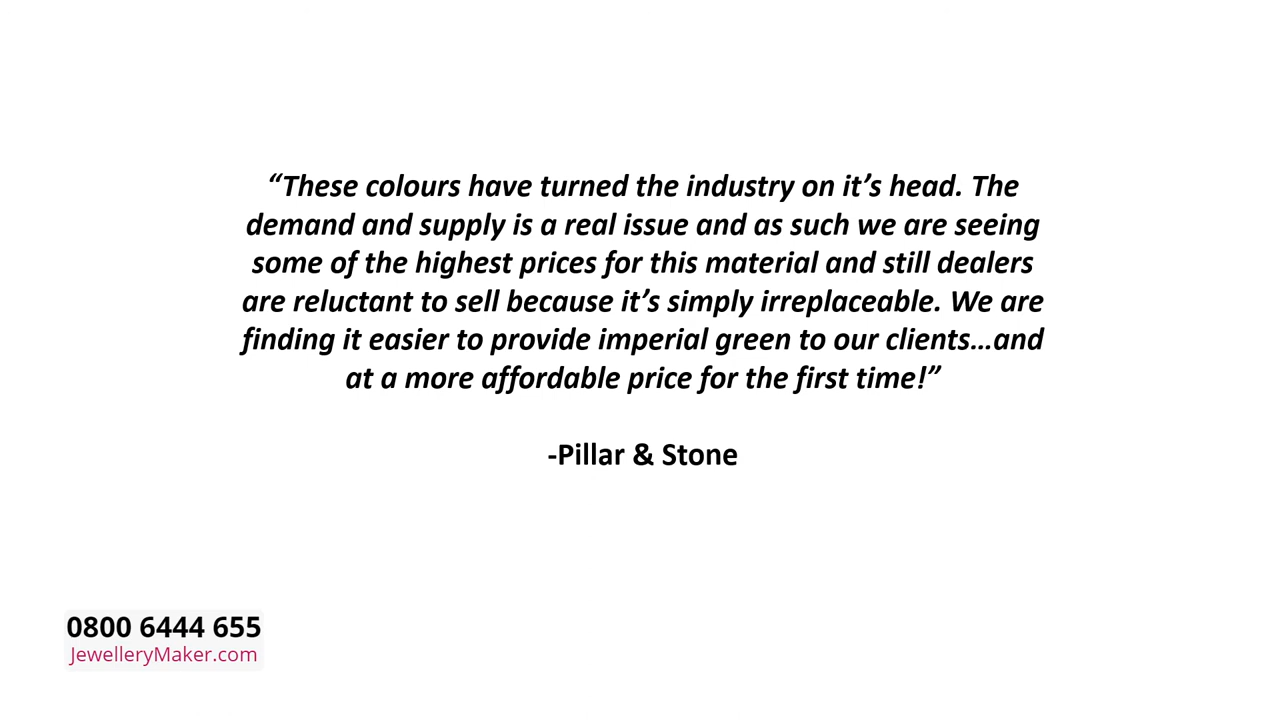 “These colours have turned the industry on it’s head. The
demand and supply is a real issue and as such we are seeing
some of the highest prices for this material and still dealers
are reluctant to sell because it’s simply irreplaceable. We are
finding it easier to provide imperial green to our clients…and
at a more affordable price for the first time!”
-Pillar & Stone
0800 6444 655
JewelleryMaker.com